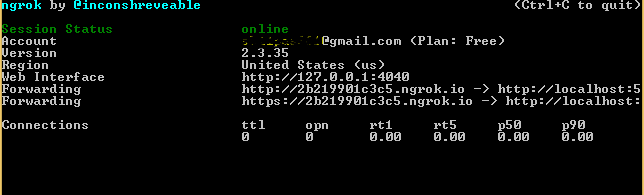 ngrok by @inconshreveable (Ctrl+C to quit)
Session Status online
Account @gmail.com (Plan: Free)
Version 2.3.35
Region United States (us)
Web Interface http://127.0.0.1:4040
Forwarding http://2b219901c3c5.ngrok.io -> http://localhost:5
Forwarding https://2b219901c3c5.ngrok.io -> http://localhost:
Connections ttl opn rt1 rt5 p50 p90
0 0 0.00 0.00 0.00 0.00